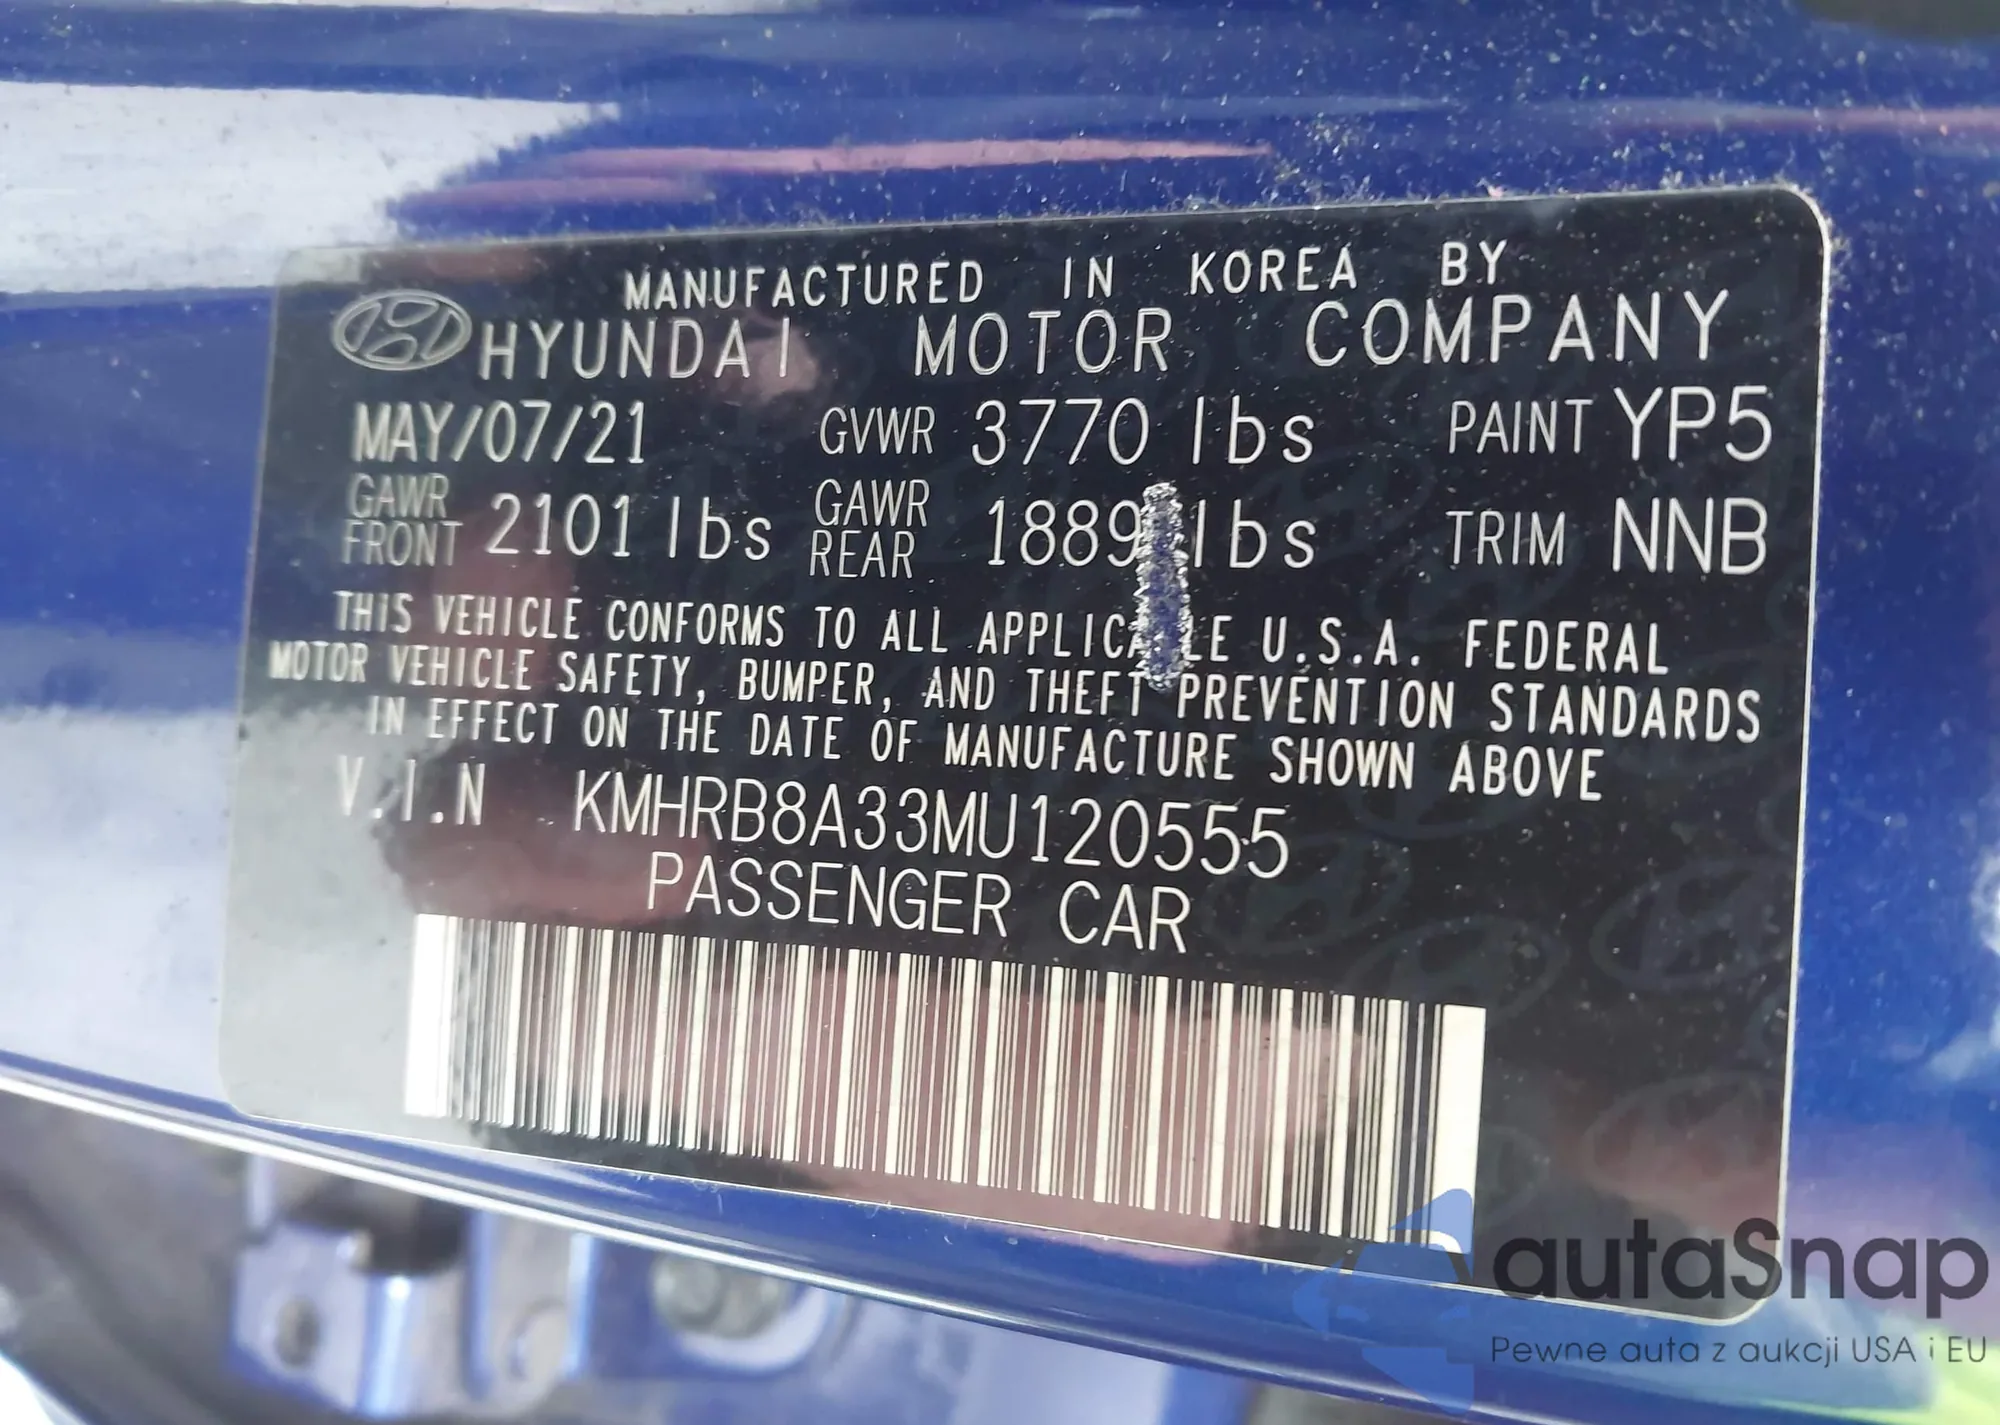 MANUFACTURED IN KOREA BY
HYUNDAI MOTOR COMPANY
MAY/07/21 GVWR 3770 lbs PAINT YP5
GAWR FRONT 2101 lbs GAWR REAR 1889 lbs TRIM NNB
THIS VEHICLE CONFORMS TO ALL U.S.A. FEDERAL
MOTOR VEHICLE SAFETY, BUMPER, AND THEFT PREVENTION STANDARDS
IN EFFECT ON THE DATE OF MANUFACTURE SHOWN ABOVE
V.I.N KMHRB8A33MU120555
PASSENGER CAR
autaSnap
Pewne auta z aukcji USA i EU